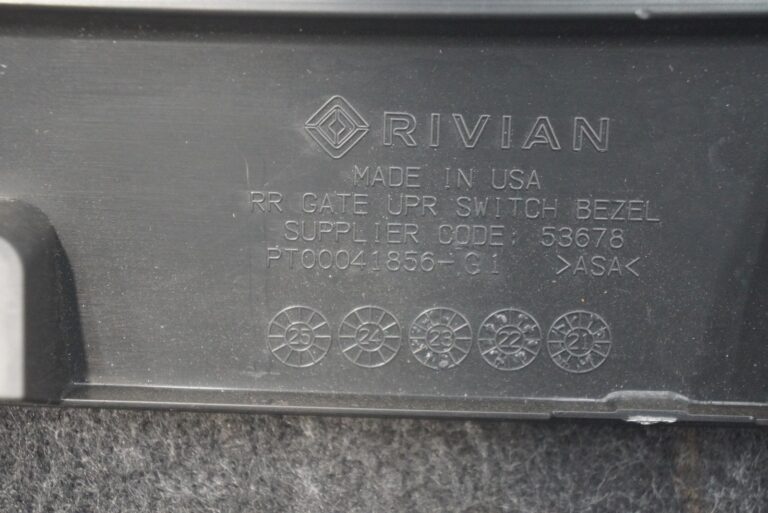 RIVIAN
MADE IN USA
RR GATE UPR SWITCH BEZEL
SUPPLIER CODE: 53678
PT00041856-G1 >ASA<
25 24 23 22 21